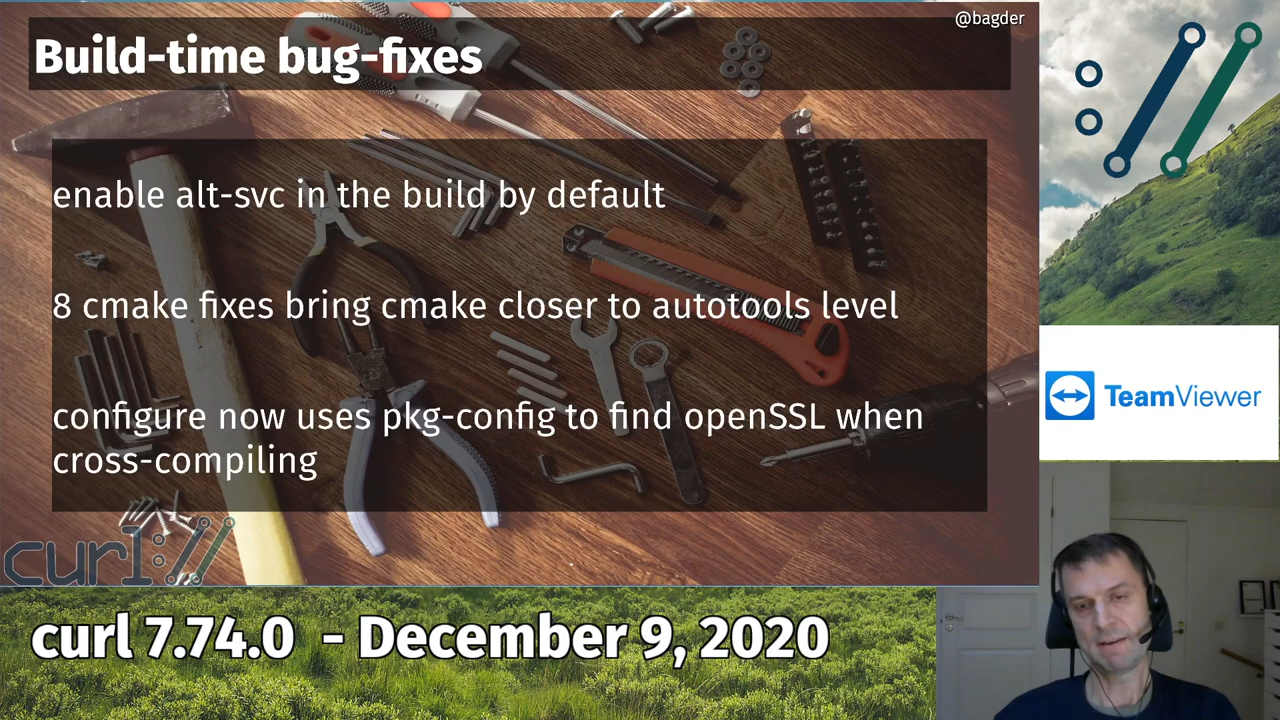 @bagder
Build-time bug-fixes
enable alt-svc in the build by default
8 cmake fixes bring cmake closer to autotools level
configure now uses pkg-config to find openSSL when
cross-compiling
curl://
TeamViewer
curl 7.74.0 - December 9, 2020